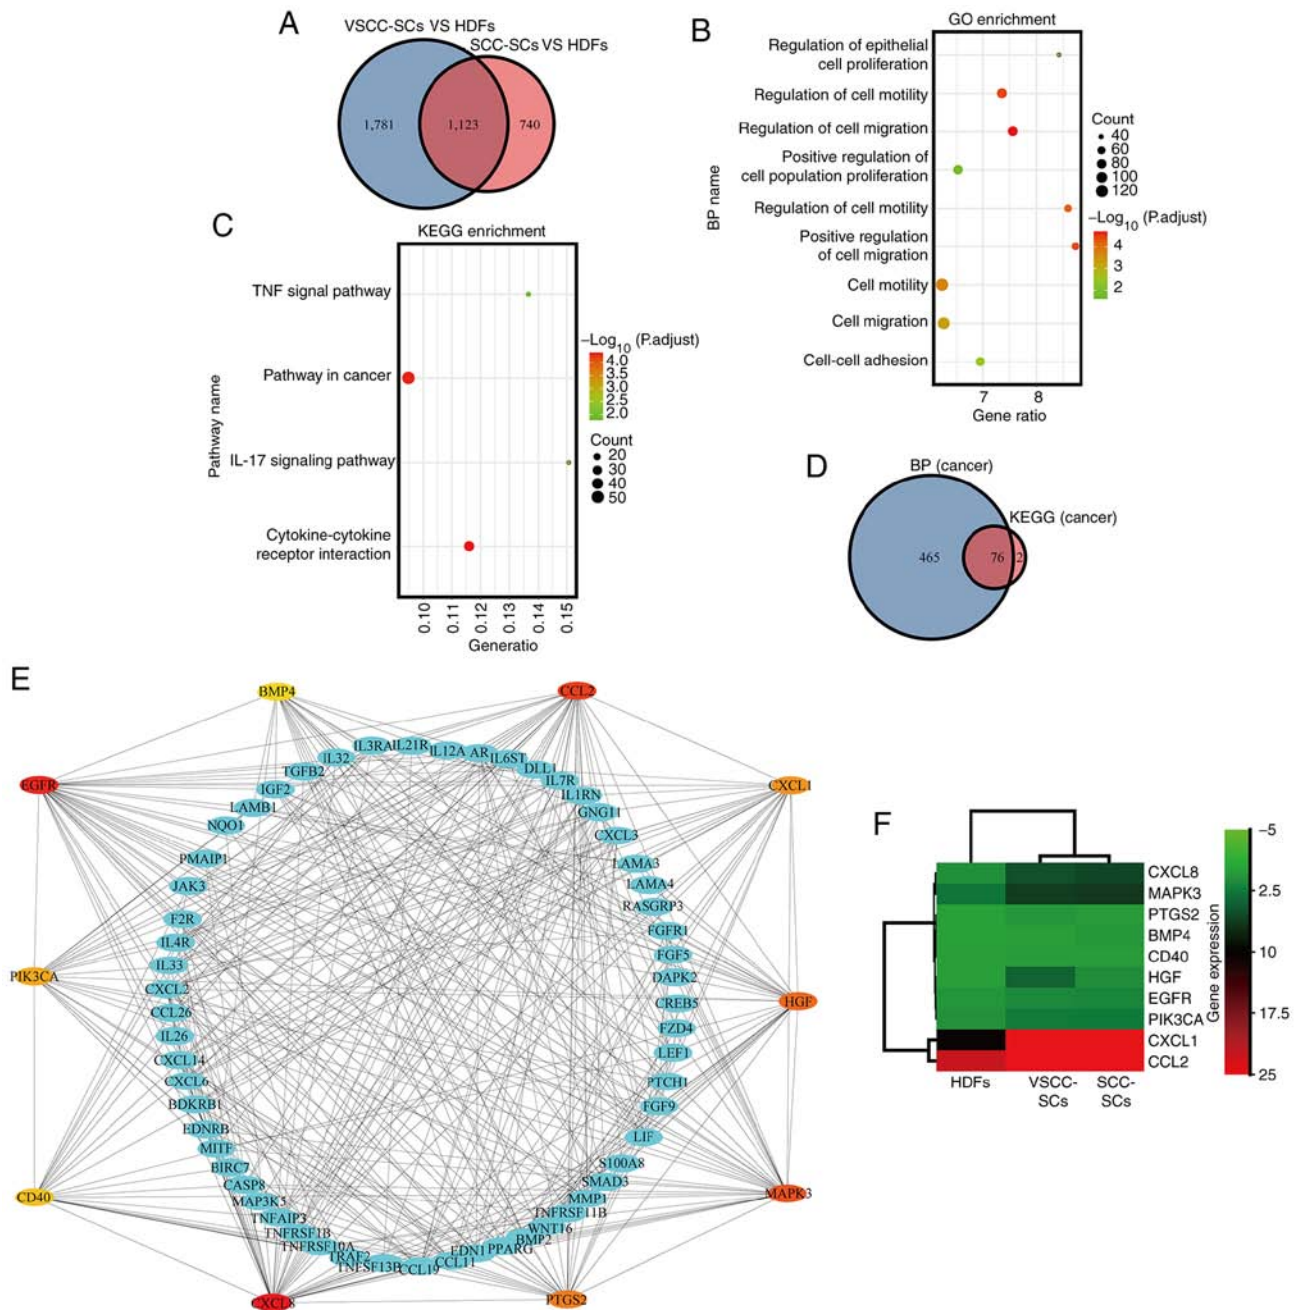 A
VSCC-SCs VS HDFs
SCC-SCs VS HDFs
1,781
1,123
740
B
GO enrichment
BP name
Regulation of epithelial
cell proliferation
Regulation of cell motility
Regulation of cell migration
Positive regulation of
cell population proliferation
Regulation of cell motility
Positive regulation
of cell migration
Cell motility
Cell migration
Cell-cell adhesion
7
8
Gene ratio
Count
40
60
80
100
120
–Log10 (P.adjust)
4
3
2
C
KEGG enrichment
Pathway name
TNF signal pathway
Pathway in cancer
IL-17 signaling pathway
Cytokine-cytokine
receptor interaction
0.10
0.11
0.12
0.13
0.14
0.15
Generatio
–Log10 (P.adjust)
4.0
3.5
3.0
2.5
2.0
Count
20
30
40
50
D
BP (cancer)
KEGG (cancer)
465
76
2
E
BMP4
CCL2
EGFR
CXCL1
PIK3CA
HGF
CD40
MAPK3
CXCL8
PTGS2
IL3RA
IL21R
IL12A
AR
IL6ST
DLL1
IL7R
IL1RN
GNG11
CXCL3
LAMA3
LAMA4
RASGRP3
FGFR1
FGF5
DAPK2
CREB5
FZD4
LEF1
PTCH1
FGF9
LIF
S100A8
SMAD3
MMP1
TNFRSF11B
WNT16
BMP2
PPARG
EDN1
CCL11
CCL19
TNFSF13B
TRAF2
TNFRSF10A
TNFRSF1B
TNFAIP3
MAP3K5
CASP8
BIRC7
MITF
EDNRB
BDKRB1
CXCL6
CXCL14
IL26
CCL26
CXCL2
IL33
IL4R
F2R
JAK3
PMAIP1
NQO1
LAMB1
IGF2
TGFB2
IL32
F
CXCL8
MAPK3
PTGS2
BMP4
CD40
HGF
EGFR
PIK3CA
CXCL1
CCL2
HDFs
VSCC-
SCs
SCC-
SCs
Gene expression
–5
2.5
10
17.5
25